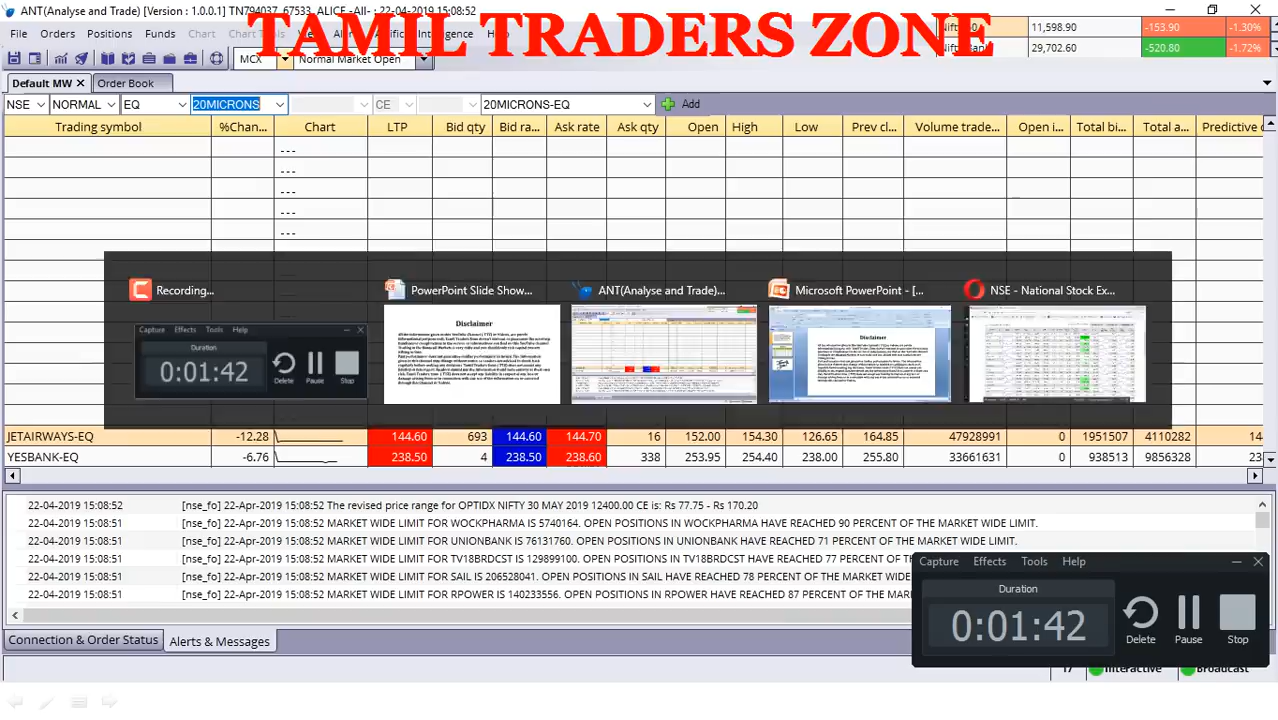 ANT(Analyse and Trade) [Version : 1.0.0.1] TN794037_67533_ALICE -All- 22-04-2019 15:08:52
TAMIL TRADERS ZONE
11,598.90 -153.90 -1.30%
29,702.60 -520.80 -1.72%
File Orders Positions Funds Chart
MCX Normal Market Open
Default MW Order Book
NSE NORMAL EQ 20MICRONS CE 20MICRONS-EQ Add
Trading symbol %Chan... Chart LTP Bid qty Bid ra... Ask rate Ask qty Open High Low Prev cl... Volume trade... Open i... Total bi... Total a... Predictive
---
---
---
---
---
Recording... PowerPoint Slide Show... ANT(Analyse and Trade)... Microsoft PowerPoint - [... NSE - National Stock Ex...
Capture Effects Tools Help
Duration
0:01:42
Delete Pause Stop
Disclaimer
Disclaimer
JETAIRWAYS-EQ -12.28 144.60 693 144.60 144.70 16 152.00 154.30 126.65 164.85 47928991 0 1951507 4110282 14
YESBANK-EQ -6.76 238.50 4 238.50 238.60 338 253.95 254.40 238.00 255.80 33661631 0 938513 9856328 23
22-04-2019 15:08:52 [nse_fo] 22-Apr-2019 15:08:52 The revised price range for OPTIDX NIFTY 30 MAY 2019 12400.00 CE is: Rs 77.75 - Rs 170.20
22-04-2019 15:08:51 [nse_fo] 22-Apr-2019 15:08:52 MARKET WIDE LIMIT FOR WOCKPHARMA IS 5740164. OPEN POSITIONS IN WOCKPHARMA HAVE REACHED 90 PERCENT OF THE MARKET WIDE LIMIT.
22-04-2019 15:08:51 [nse_fo] 22-Apr-2019 15:08:52 MARKET WIDE LIMIT FOR UNIONBANK IS 76131760. OPEN POSITIONS IN UNIONBANK HAVE REACHED 71 PERCENT OF THE MARKET WIDE LIMIT.
22-04-2019 15:08:51 [nse_fo] 22-Apr-2019 15:08:52 MARKET WIDE LIMIT FOR TV18BRDCST IS 129899100. OPEN POSITIONS IN TV18BRDCST HAVE REACHED 77 PERCENT OF
22-04-2019 15:08:51 [nse_fo] 22-Apr-2019 15:08:52 MARKET WIDE LIMIT FOR SAIL IS 206528041. OPEN POSITIONS IN SAIL HAVE REACHED 78 PERCENT OF THE MARKET WIDE
22-04-2019 15:08:51 [nse_fo] 22-Apr-2019 15:08:52 MARKET WIDE LIMIT FOR RPOWER IS 140233556. OPEN POSITIONS IN RPOWER HAVE REACHED 87 PERCENT OF THE MAR
Capture Effects Tools Help
Duration
0:01:42
Delete Pause Stop
Connection & Order Status Alerts & Messages
17 Interactive Broadcast